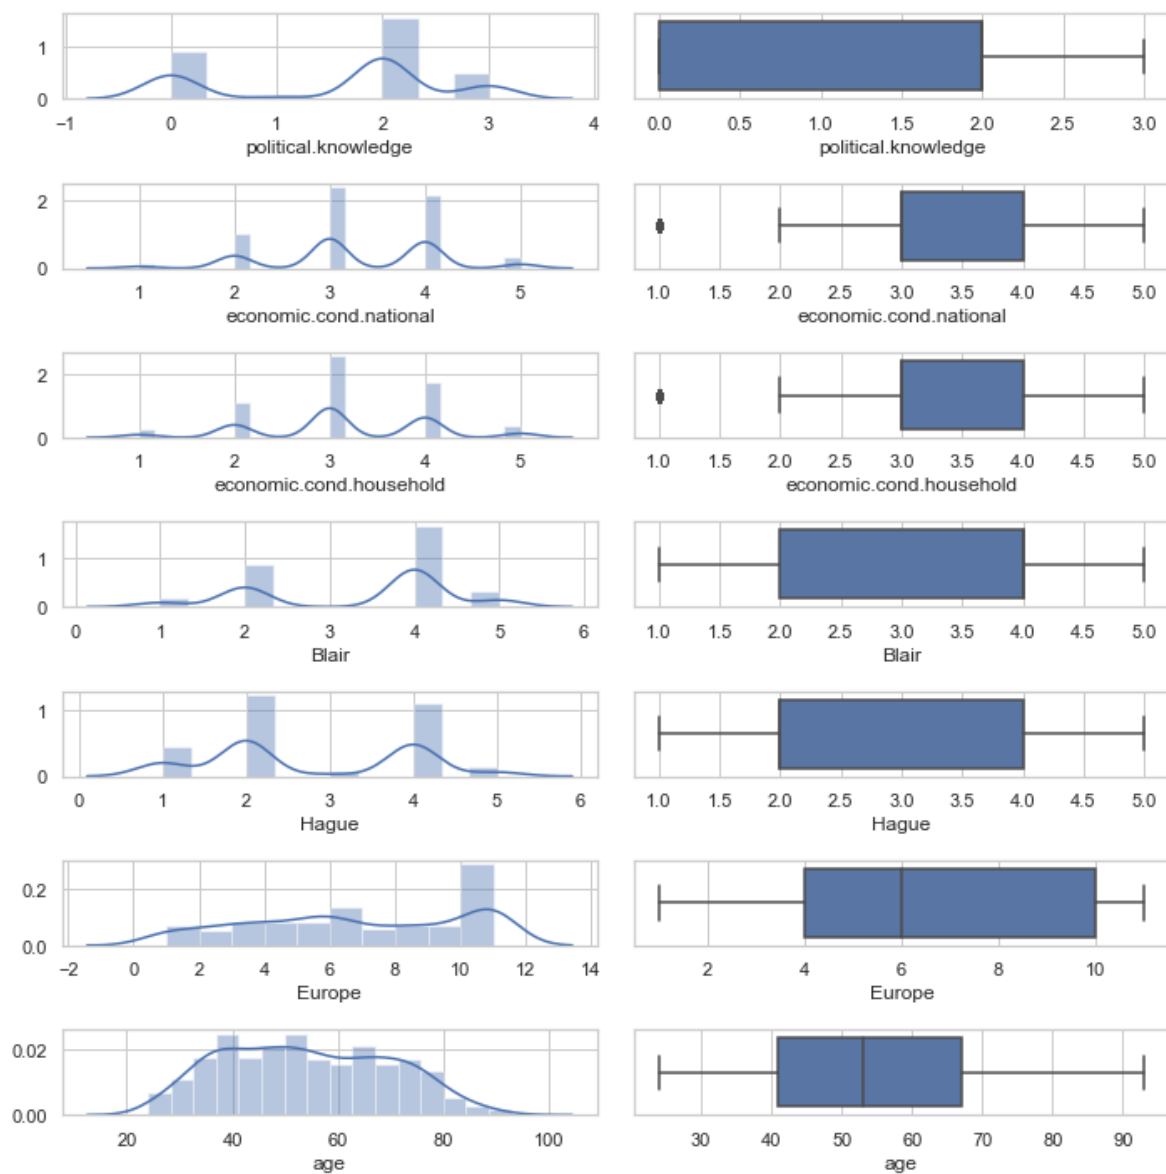 1
0
−1 0 1 2 3 4
political.knowledge
0.0 0.5 1.0 1.5 2.0 2.5 3.0
political.knowledge
2
0
1 2 3 4 5
economic.cond.national
1.0 1.5 2.0 2.5 3.0 3.5 4.0 4.5 5.0
economic.cond.national
2
0
1 2 3 4 5
economic.cond.household
1.0 1.5 2.0 2.5 3.0 3.5 4.0 4.5 5.0
economic.cond.household
1
0
0 1 2 3 4 5 6
Blair
1.0 1.5 2.0 2.5 3.0 3.5 4.0 4.5 5.0
Blair
1
0
0 1 2 3 4 5 6
Hague
1.0 1.5 2.0 2.5 3.0 3.5 4.0 4.5 5.0
Hague
0.2
0.0
−2 0 2 4 6 8 10 12 14
Europe
2 4 6 8 10
Europe
0.02
0.00
20 40 60 80 100
age
30 40 50 60 70 80 90
age